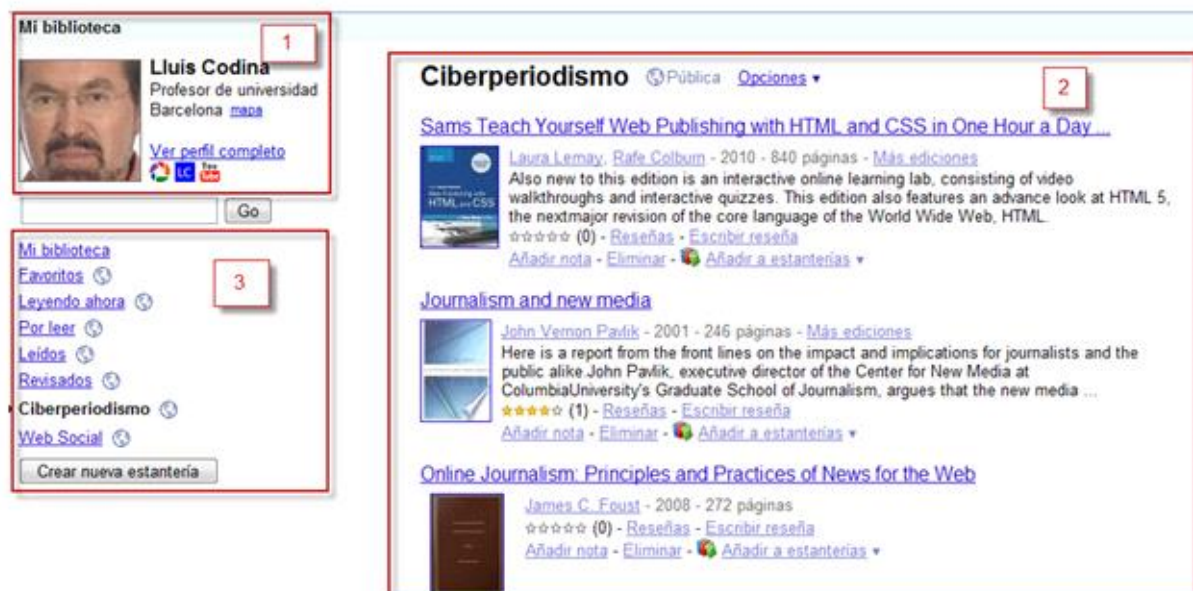 Mi biblioteca
1
Lluis Codina
Profesor de universidad
Barcelona mapa
Ver perfil completo
LC You Tube
Go
3
Mi biblioteca
Favoritos
Leyendo ahora
Por leer
Leídos
Revisados
Ciberperiodismo
Web Social
Crear nueva estantería
2
Ciberperiodismo Pública Opciones ▾
Sams Teach Yourself Web Publishing with HTML and CSS in One Hour a Day ...
HTML and CSS
Laura Lemay, Rafe Colburn - 2010 - 840 páginas - Más ediciones
Also new to this edition is an interactive online learning lab, consisting of video
walkthroughs and interactive quizzes. This edition also features an advance look at HTML 5,
the nextmajor revision of the core language of the World Wide Web, HTML.
(0) - Reseñas - Escribir reseña
Añadir nota - Eliminar - Añadir a estanterías ▾
Journalism and new media
John Vernon Pavlik - 2001 - 246 páginas - Más ediciones
Here is a report from the front lines on the impact and implications for journalists and the
public alike John Pavlik, executive director of the Center for New Media at
ColumbiaUniversity's Graduate School of Journalism, argues that the new media ...
(1) - Reseñas - Escribir reseña
Añadir nota - Eliminar - Añadir a estanterías ▾
Online Journalism: Principles and Practices of News for the Web
James C. Foust - 2008 - 272 páginas
(0) - Reseñas - Escribir reseña
Añadir nota - Eliminar - Añadir a estanterías ▾